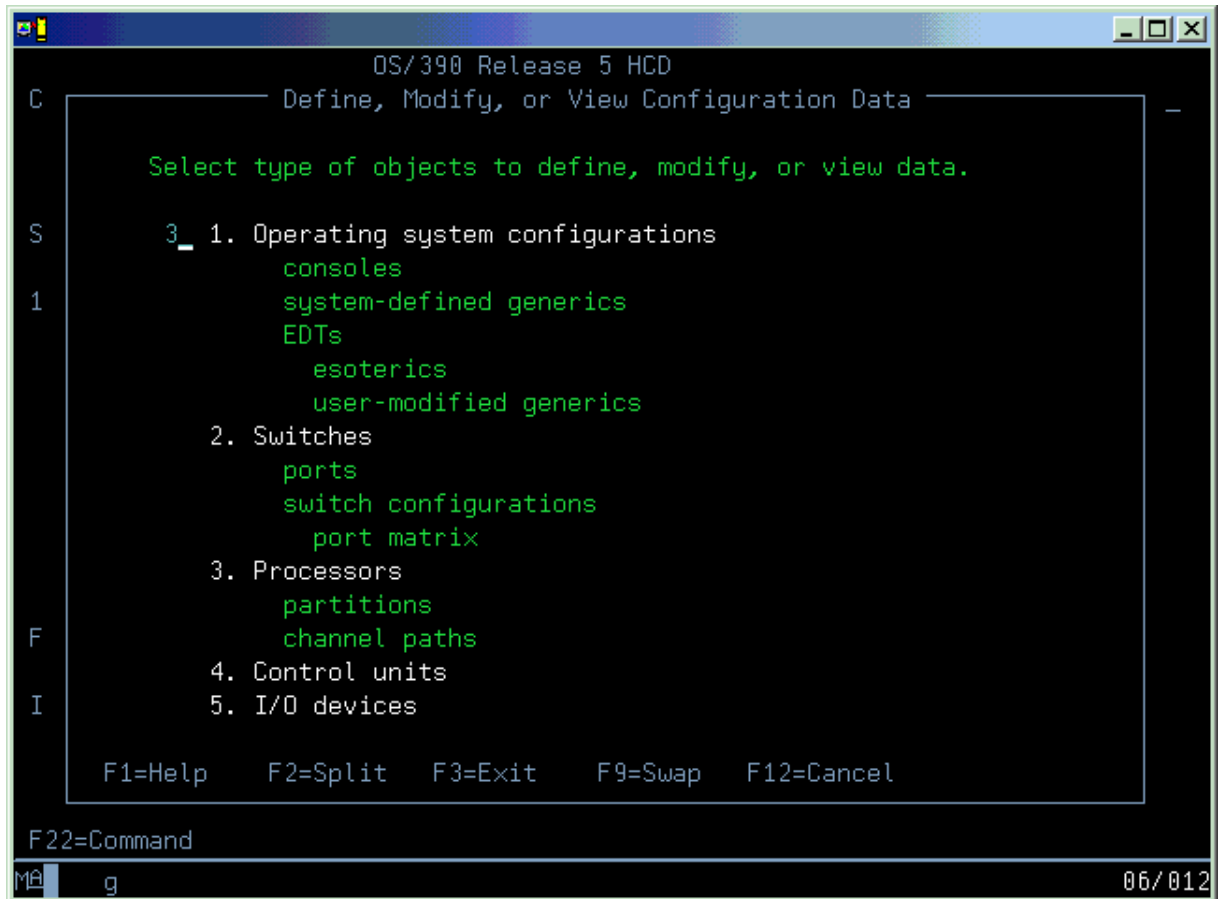 OS/390 Release 5 HCD
C Define, Modify, or View Configuration Data _
Select type of objects to define, modify, or view data.
S 3_ 1. Operating system configurations
consoles
1 system-defined generics
EDTs
esoterics
user-modified generics
2. Switches
ports
switch configurations
port matrix
3. Processors
partitions
F channel paths
4. Control units
I 5. I/O devices
F1=Help F2=Split F3=Exit F9=Swap F12=Cancel
F22=Command
MA g 06/012